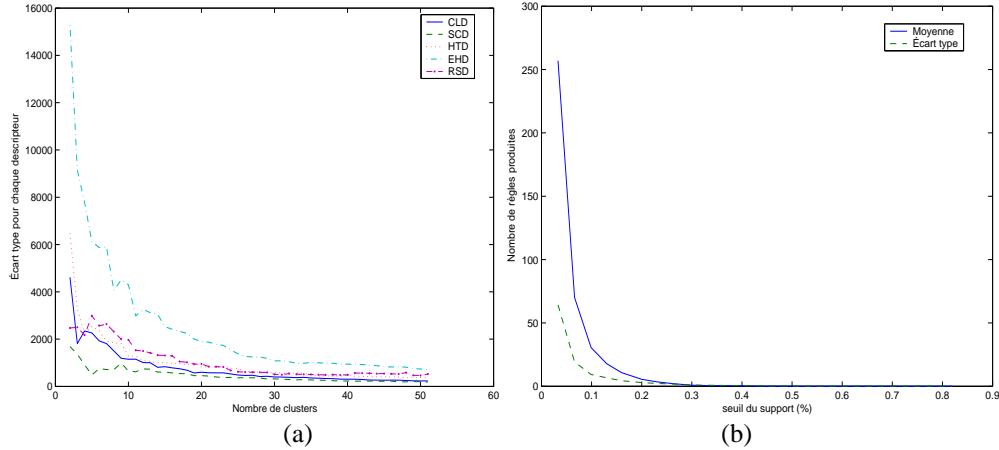 16000
14000
12000
10000
8000
6000
4000
2000
0
0
10
20
30
40
50
60
Écart type pour chaque descripteur
Nombre de clusters
CLD
SCD
HTD
EHD
RSD
(a)
300
250
200
150
100
50
0
0
0.1
0.2
0.3
0.4
0.5
0.6
0.7
0.8
0.9
Nombre de règles produites
seuil du support (%)
Moyenne
Écart type
(b)